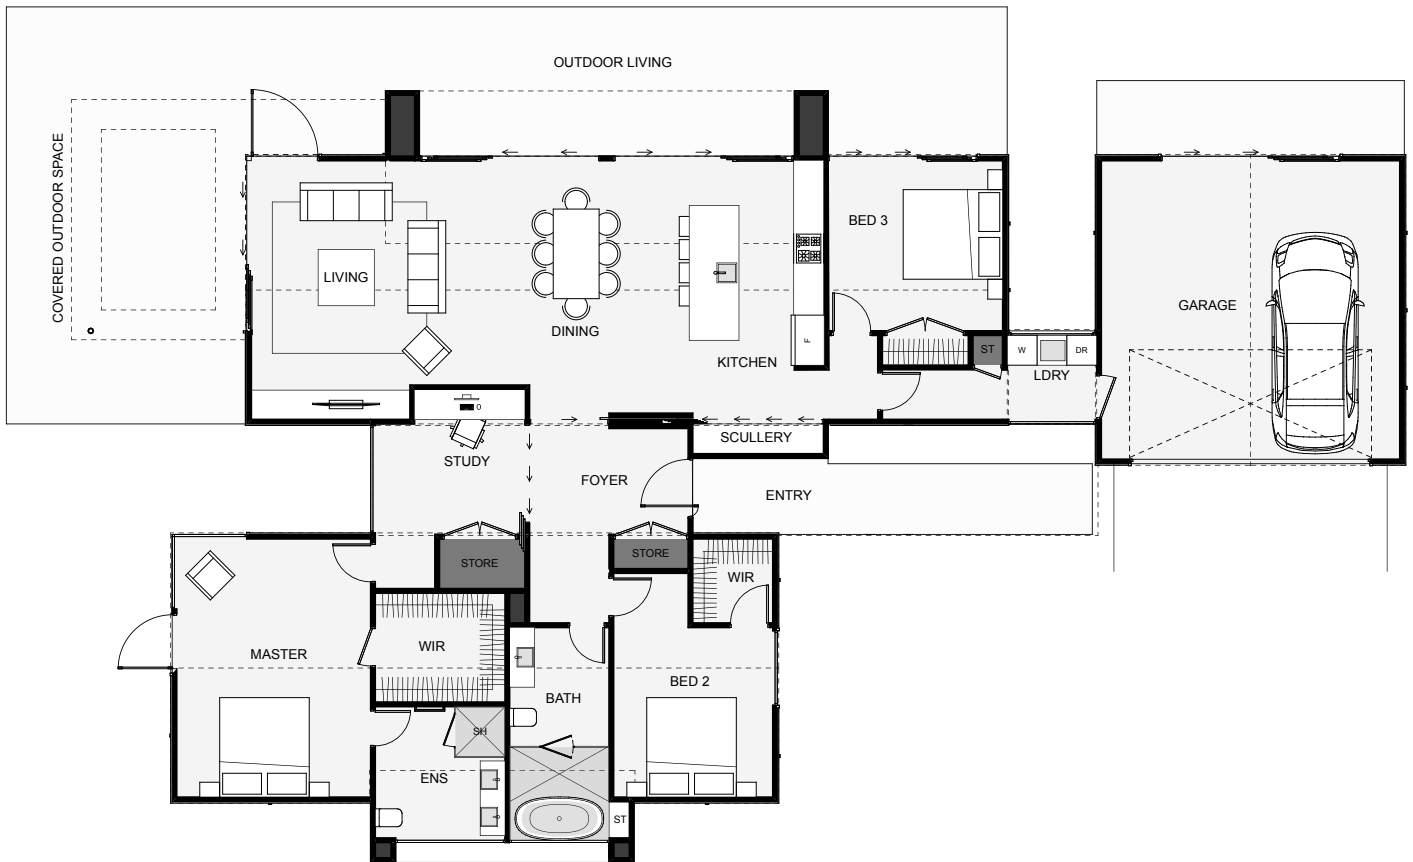 OUTDOOR LIVING
COVERED OUTDOOR SPACE
BED 3
LIVING
GARAGE
DINING
F
KITCHEN
ST
W
DR
LDRY
0
SCULLERY
STUDY
FOYER
ENTRY
STORE
STORE
WIR
WIR
MASTER
BED 2
BATH
SH
ENS
ST